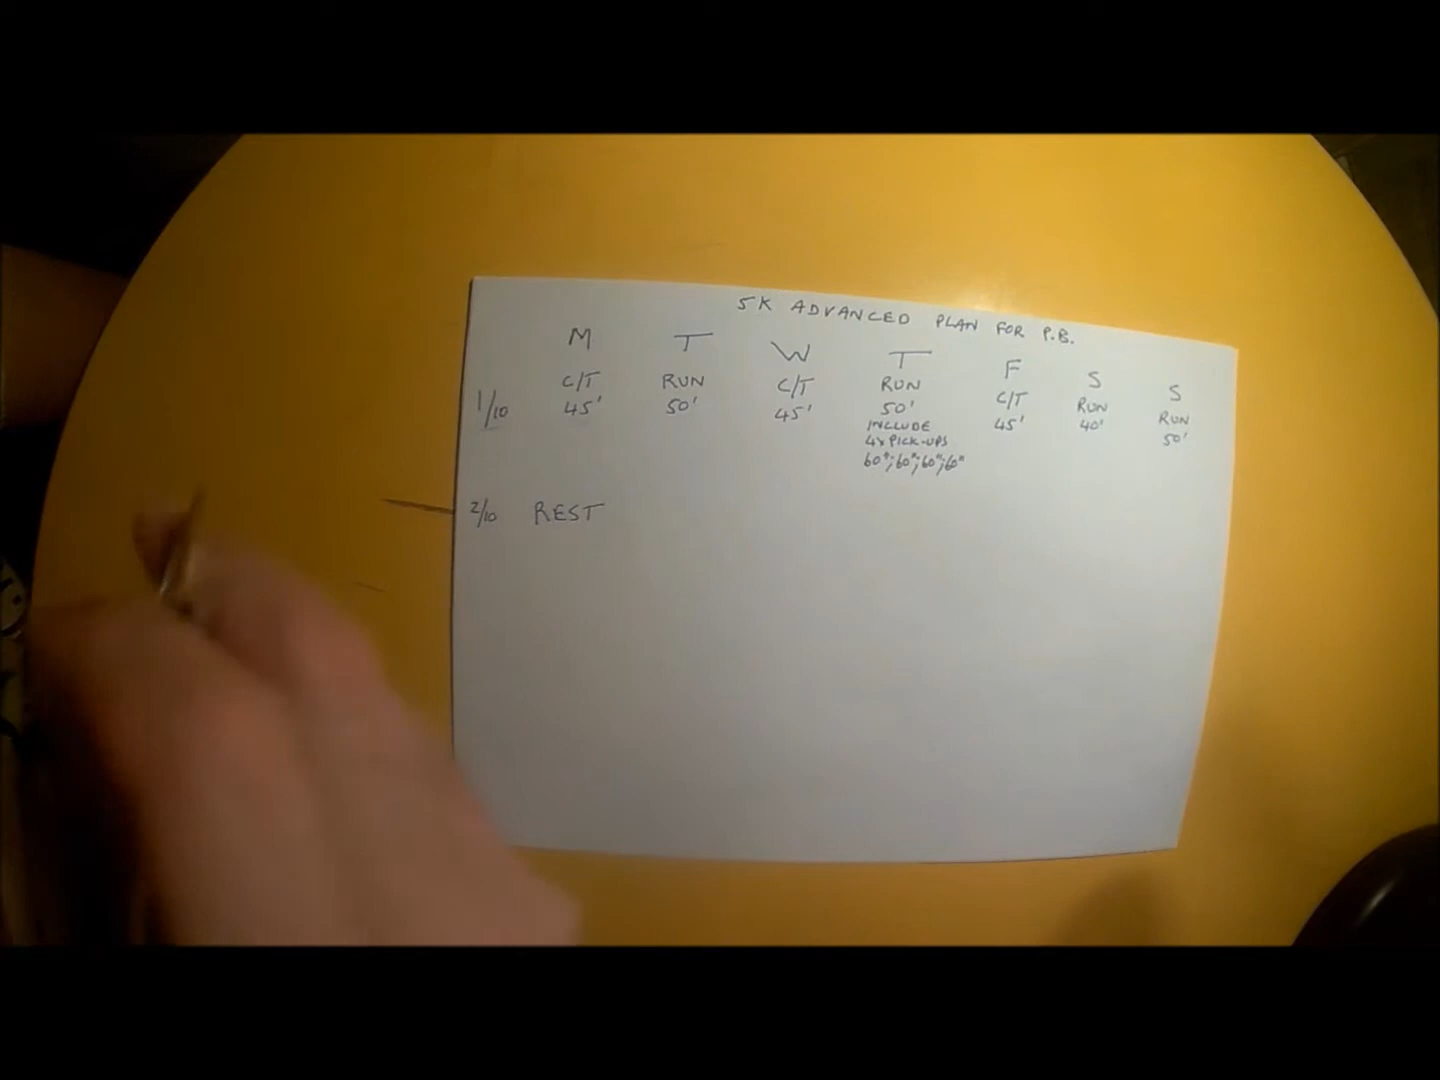 5K ADVANCED PLAN FOR P.B.
M T W T F S S
1/10
C/T
45'
RUN
50'
C/T
45'
RUN
50'
INCLUDE
4x PICK-UPS
60";60";60";60"
C/T
45'
RUN
40'
RUN
50'
2/10 REST